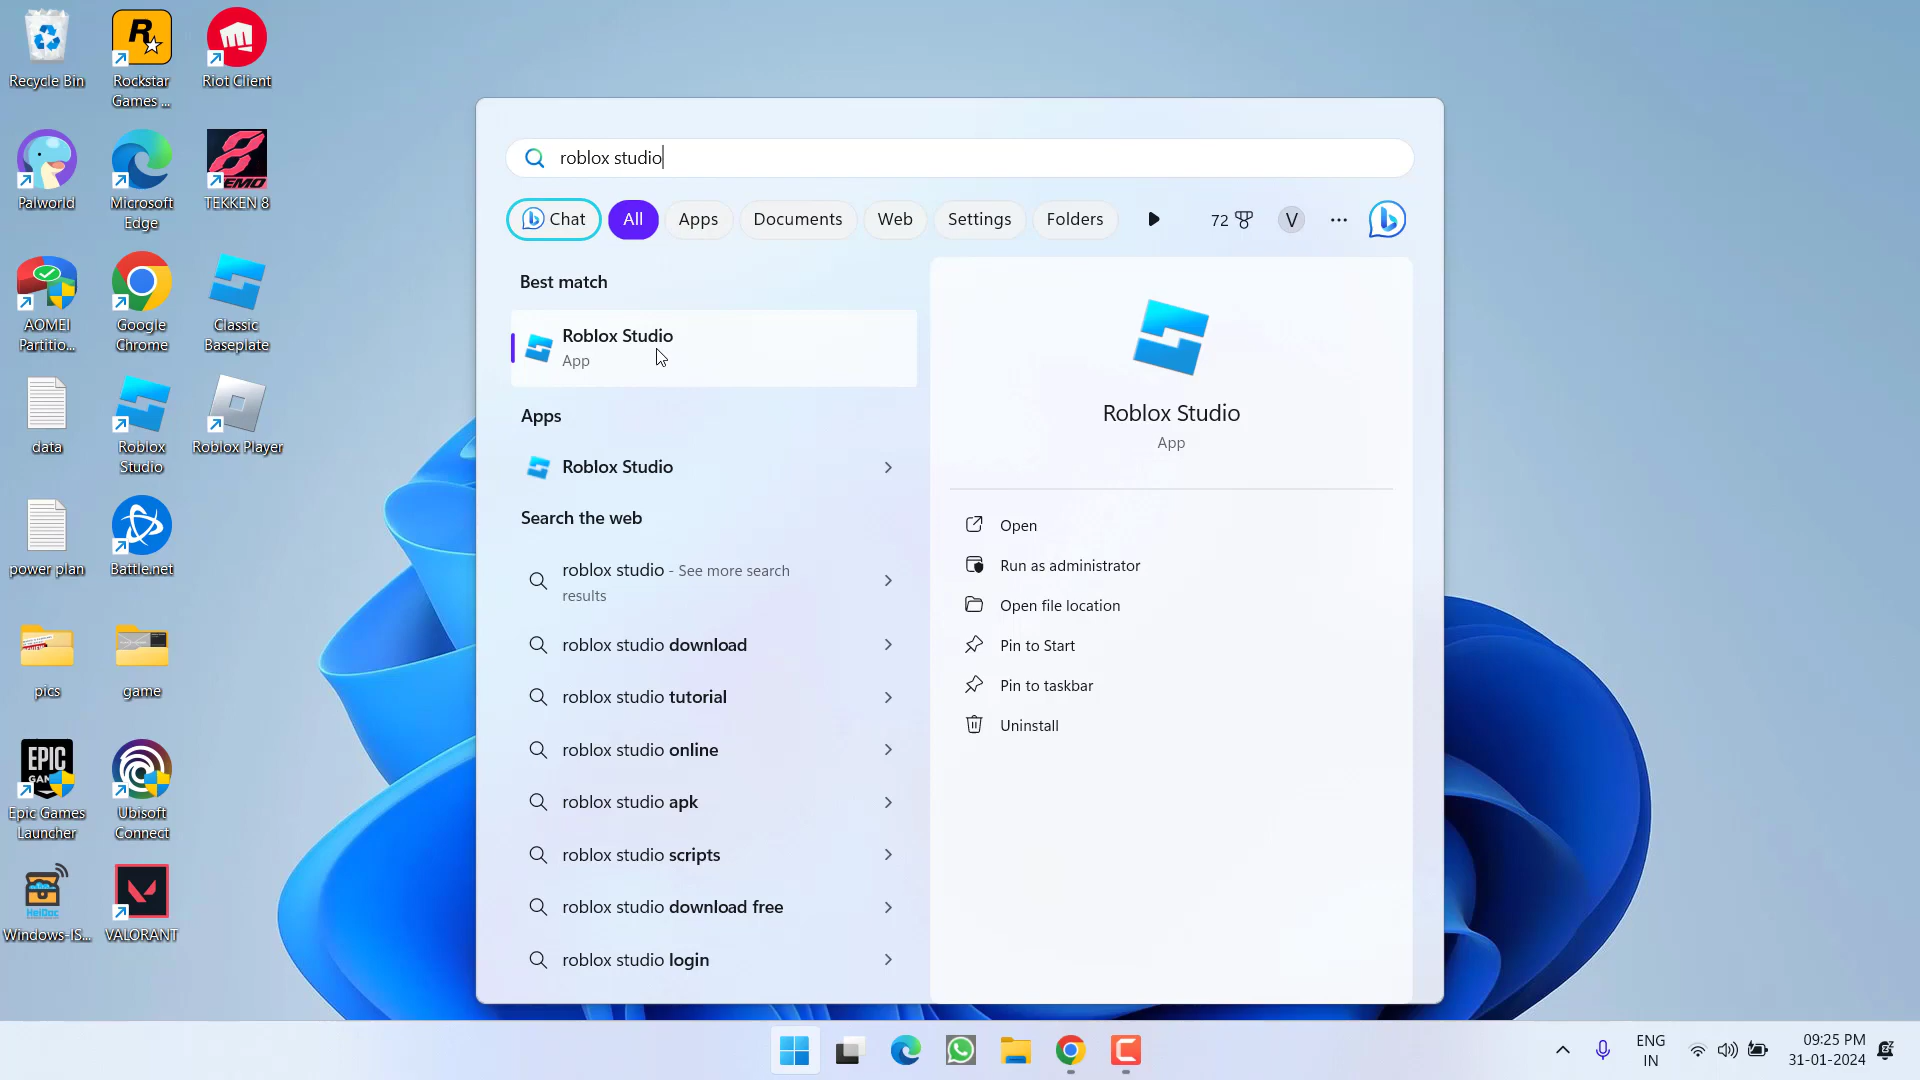 Recycle Bin
Rockstar
Games ...
Riot Client
Palworld
Microsoft
Edge
TEKKEN 8
AOMEI
Partitio...
Google
Chrome
Classic
Baseplate
data
Roblox
Studio
Roblox Player
power plan
Battle.net
pics
game
EPIC
Epic Games
Launcher
Ubisoft
Connect
HeiDoc
Windows-IS...
VALORANT
roblox studio
Chat
All
Apps
Documents
Web
Settings
Folders
72
V
...
Best match
Roblox Studio
App
Apps
Roblox Studio
Search the web
roblox studio - See more search
results
roblox studio download
roblox studio tutorial
roblox studio online
roblox studio apk
roblox studio scripts
roblox studio download free
roblox studio login
Roblox Studio
App
Open
Run as administrator
Open file location
Pin to Start
Pin to taskbar
Uninstall
ENG
IN
09:25 PM
31-01-2024